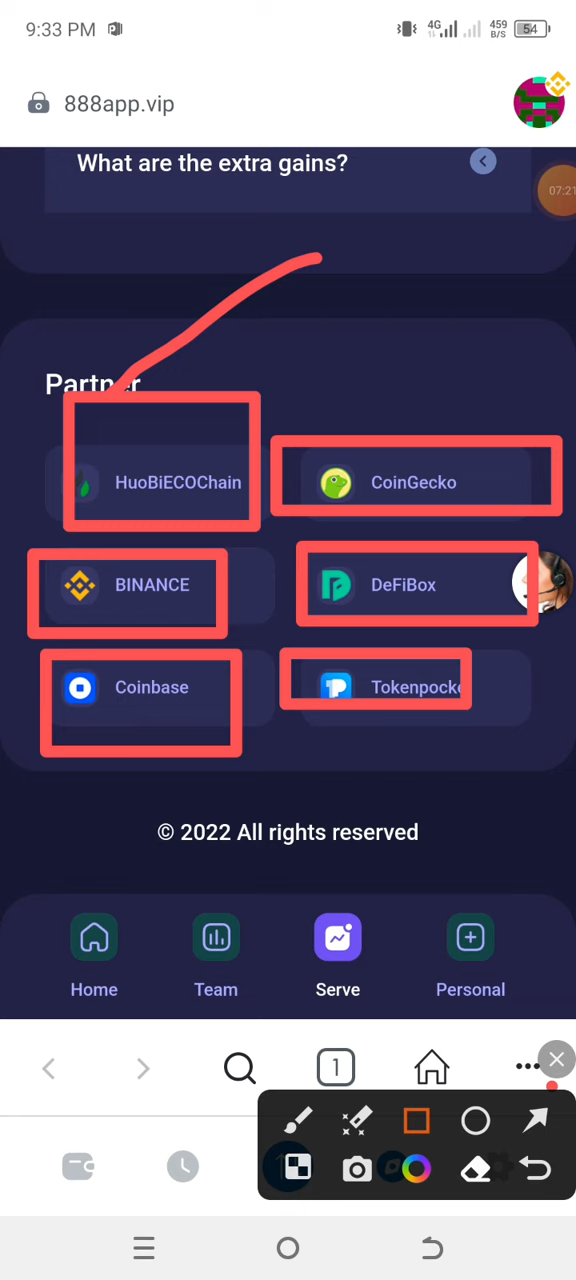 9:33 PM
4G
459
B/S
54
888app.vip
What are the extra gains?
07:21
Partner
HuoBiECOChain
CoinGecko
BINANCE
DeFiBox
Coinbase
Tokenpocke
© 2022 All rights reserved
Home
Team
Serve
Personal
1